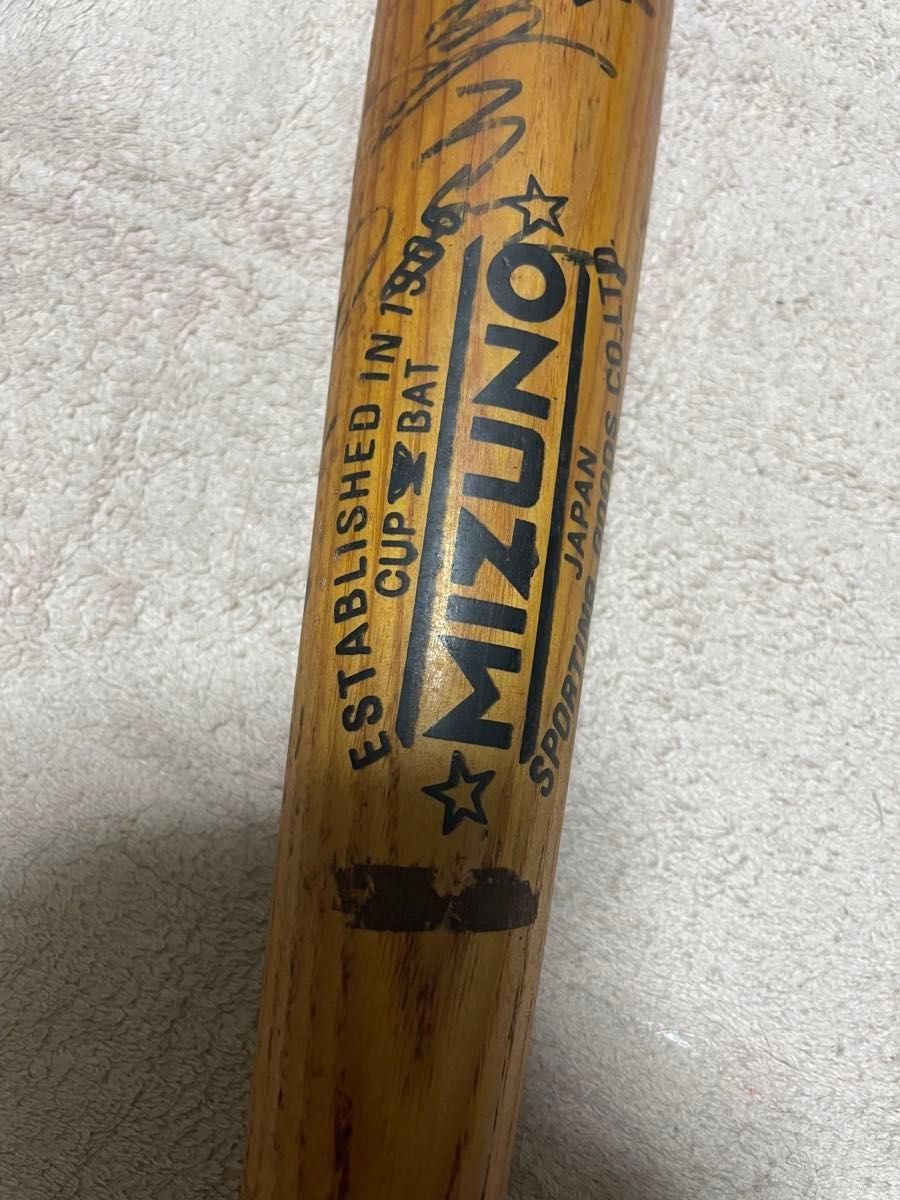 ESTABLISHED IN 1906
CUP BAT
MIZUNO
JAPAN
SPORTING GOODS CO.LTD.